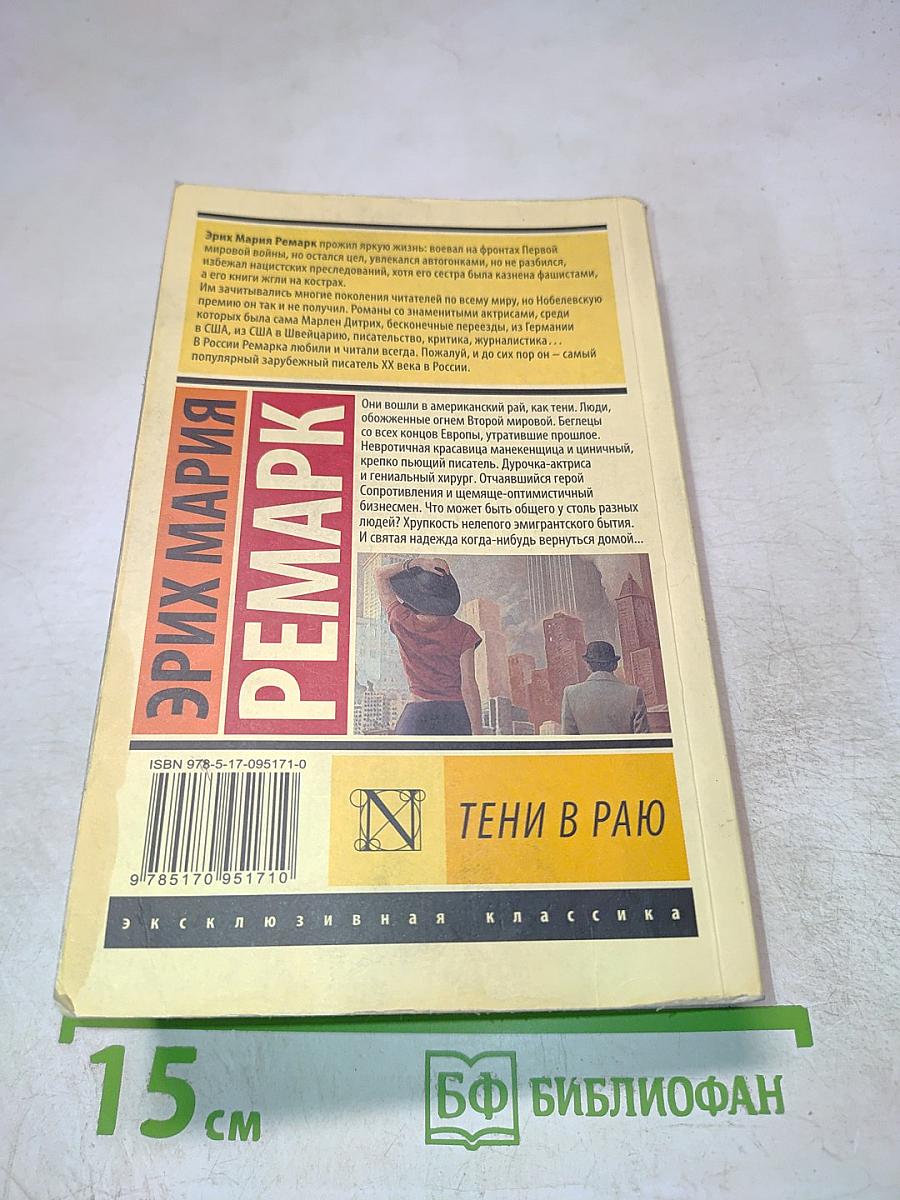 Эрих Мария Ремарк прожил яркую жизнь: воевал на фронтах Первой
мировой войны, но остался цел, увлекался автогонками, но не разбился,
избежал нацистских преследований, хотя его сестра была казнена фашистами,
а его книги жгли на кострах.
Им зачитывались многие поколения читателей по всему миру, но Нобелевскую
премию он так и не получил. Романы со знаменитыми актрисами, среди
которых была сама Марлен Дитрих, бесконечные переезды, из Германии
в США, из США в Швейцарию, писательство, критика, журналистика...
В России Ремарка любили и читали всегда. Пожалуй, и до сих пор он – самый
популярный зарубежный писатель XX века в России.
ЭРИХ МАРИЯ
РЕМАРК
Они вошли в американский рай, как тени. Люди,
обожженные огнем Второй мировой. Беглецы
со всех концов Европы, утратившие прошлое.
Невротичная красавица манекенщица и циничный,
крепко пьющий писатель. Дурочка-актриса
и гениальный хирург. Отчаявшийся герой
Сопротивления и щемяще-оптимистичный
бизнесмен. Что может быть общего у столь разных
людей? Хрупкость нелепого эмигрантского бытия.
И святая надежда когда-нибудь вернуться домой...
ISBN 978-5-17-095171-0
9 785170 951710
N
ТЕНИ В РАЮ
эксклюзивная классика
15 см
БФ БИБЛИОФАН